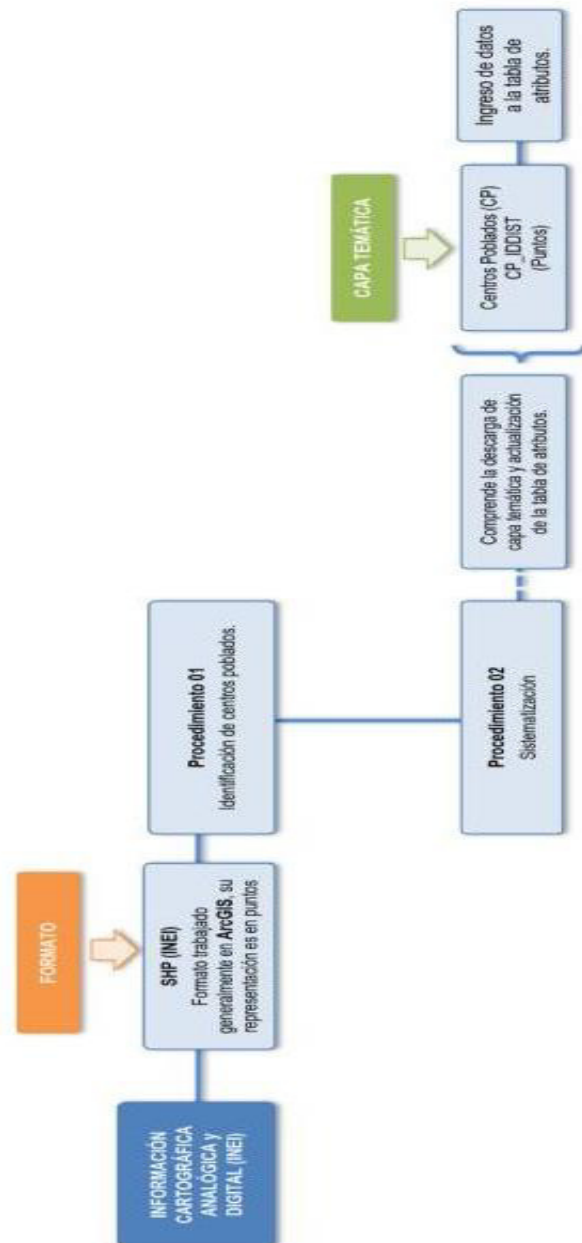 INFORMACIÓN
CARTOGRÁFICA
ANALÓGICA y
DIGITAL (INEI)
FORMATO
SHP (INEI)
Formato trabajado
generalmente en ArcGIS, su
representación es en puntos
Procedimiento 01
Identificación de centros poblados.
Procedimiento 02
Sistematización
Comprende la descarga de
capa temática y actualización
de la tabla de atributos.
CAPA TEMÁTICA
Centros Poblados (CP)
CP_IDDIST
(Puntos)
Ingreso de datos
a la tabla de
atributos.